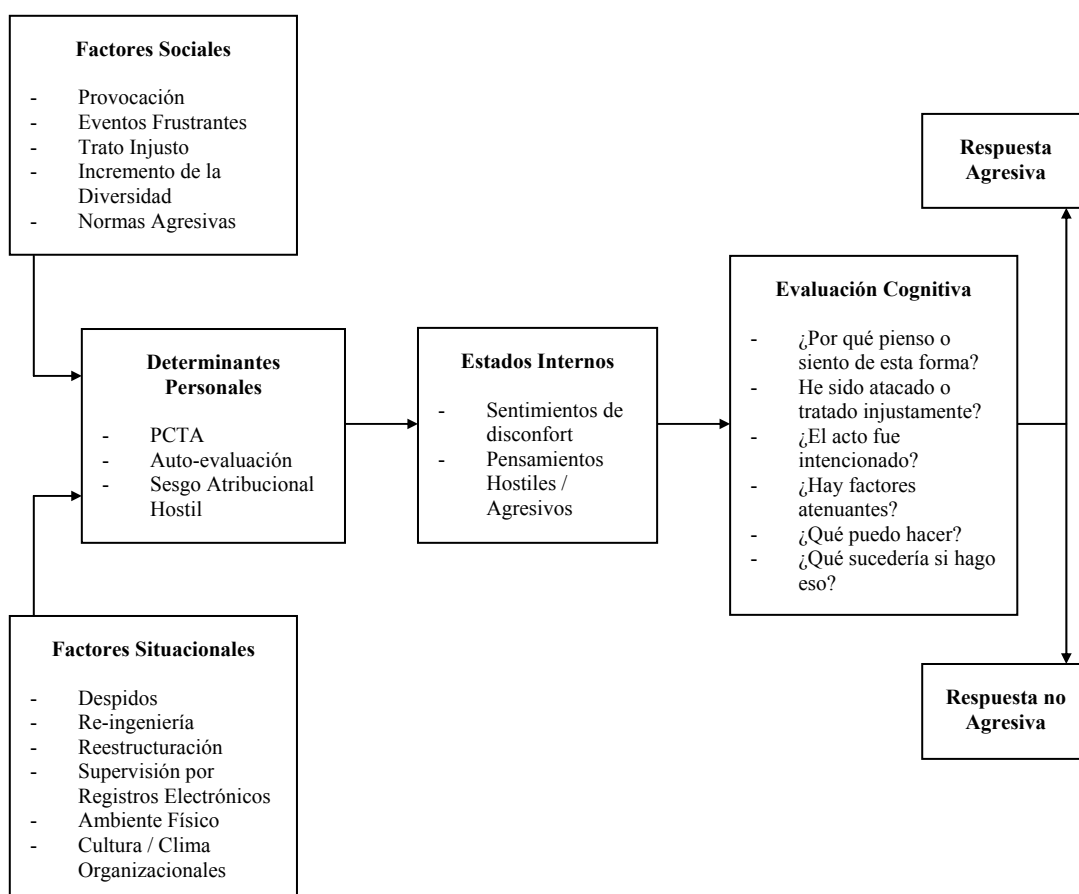 Factores Sociales
- Provocación
- Eventos Frustrantes
- Trato Injusto
- Incremento de la
Diversidad
- Normas Agresivas
Determinantes
Personales
- PCTA
- Auto-evaluación
- Sesgo Atribucional
Hostil
Factores Situacionales
- Despidos
- Re-ingeniería
- Reestructuración
- Supervisión por
Registros Electrónicos
- Ambiente Físico
- Cultura / Clima
Organizacionales
Estados Internos
- Sentimientos de
disconfort
- Pensamientos
Hostiles /
Agresivos
Evaluación Cognitiva
- ¿Por qué pienso o
siento de esta forma?
- He sido atacado o
tratado injustamente?
- ¿El acto fue
intencionado?
- ¿Hay factores
atenuantes?
- ¿Qué puedo hacer?
- ¿Qué sucedería si hago
eso?
Respuesta
Agresiva
Respuesta no
Agresiva